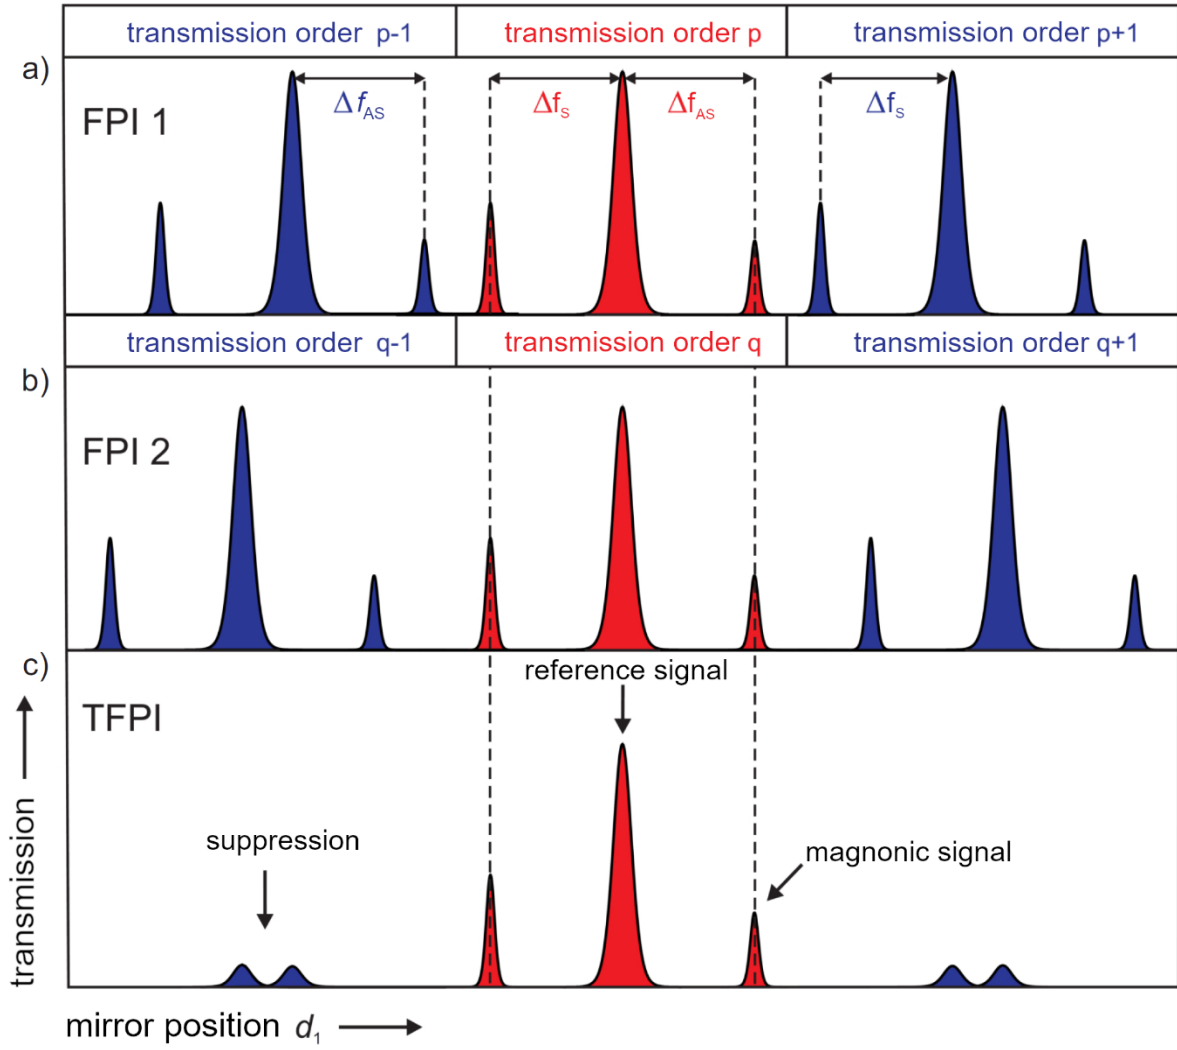 transmission order p-1
transmission order p
transmission order p+1
a)
Δf_AS
Δf_S
Δf_AS
Δf_S
FPI 1
transmission order q-1
transmission order q
transmission order q+1
b)
FPI 2
c)
reference signal
TFPI
suppression
magnonic signal
transmission
mirror position d₁